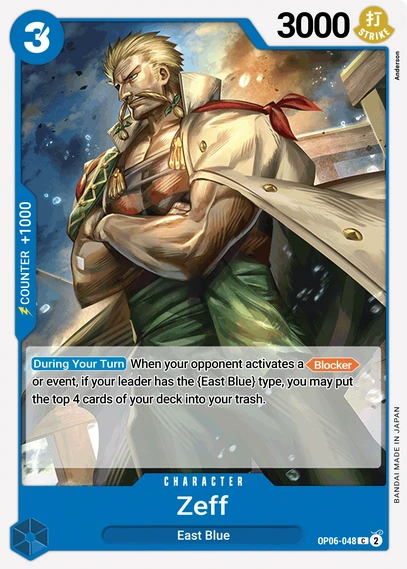 3
3000
打
STRIKE
Anderson
COUNTER +1000
During Your Turn When your opponent activates a Blocker
or event, if your leader has the {East Blue} type, you may put
the top 4 cards of your deck into your trash.
BANDAI MADE IN JAPAN
CHARACTER
Zeff
East Blue
OP06-048 C 2